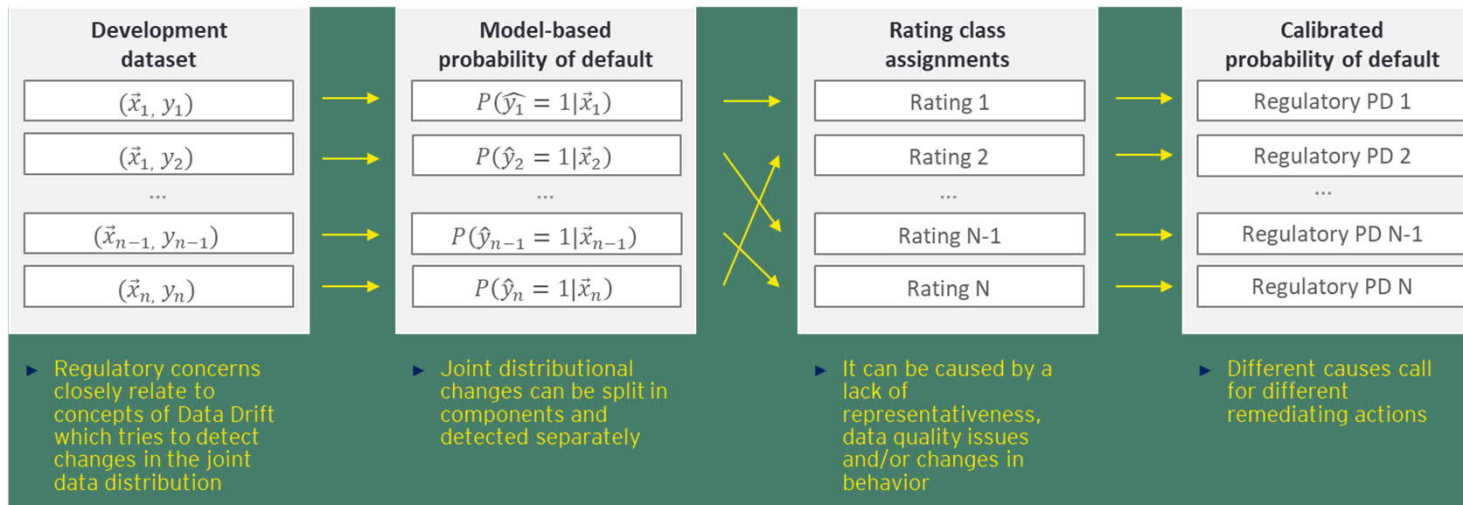 Development
dataset
(x⃗₁, y₁)
(x⃗₁, y₂)
...
(x⃗ₙ₋₁, yₙ₋₁)
(x⃗ₙ, yₙ)
► Regulatory concerns
closely relate to
concepts of Data Drift
which tries to detect
changes in the joint
data distribution
Model-based
probability of default
P(ŷ₁ = 1|x⃗₁)
P(ŷ₂ = 1|x⃗₂)
...
P(ŷₙ₋₁ = 1|x⃗ₙ₋₁)
P(ŷₙ = 1|x⃗ₙ)
► Joint distributional
changes can be split in
components and
detected separately
Rating class
assignments
Rating 1
Rating 2
...
Rating N-1
Rating N
► It can be caused by a
lack of
representativeness,
data quality issues
and/or changes in
behavior
Calibrated
probability of default
Regulatory PD 1
Regulatory PD 2
...
Regulatory PD N-1
Regulatory PD N
► Different causes call
for different
remediating actions